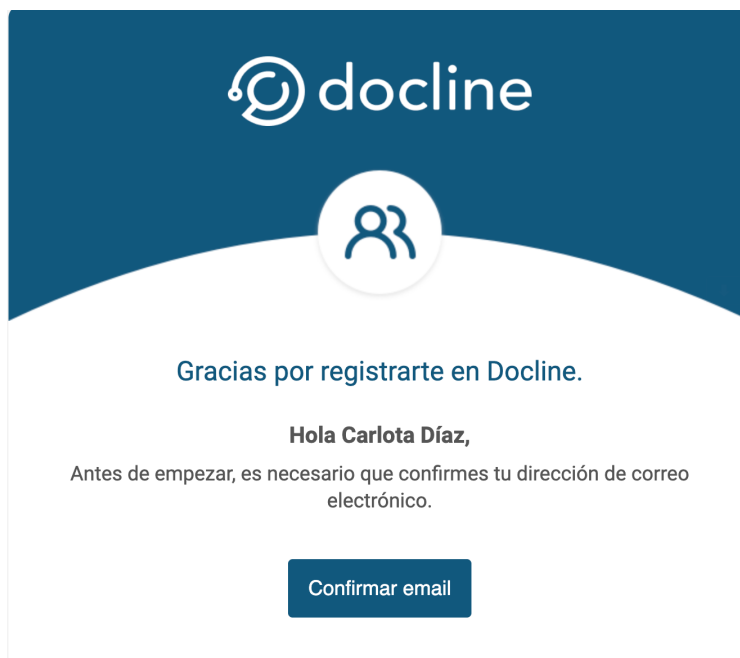 docline
Gracias por registrarte en Docline.
Hola Carlota Díaz,
Antes de empezar, es necesario que confirmes tu dirección de correo
electrónico.
Confirmar email